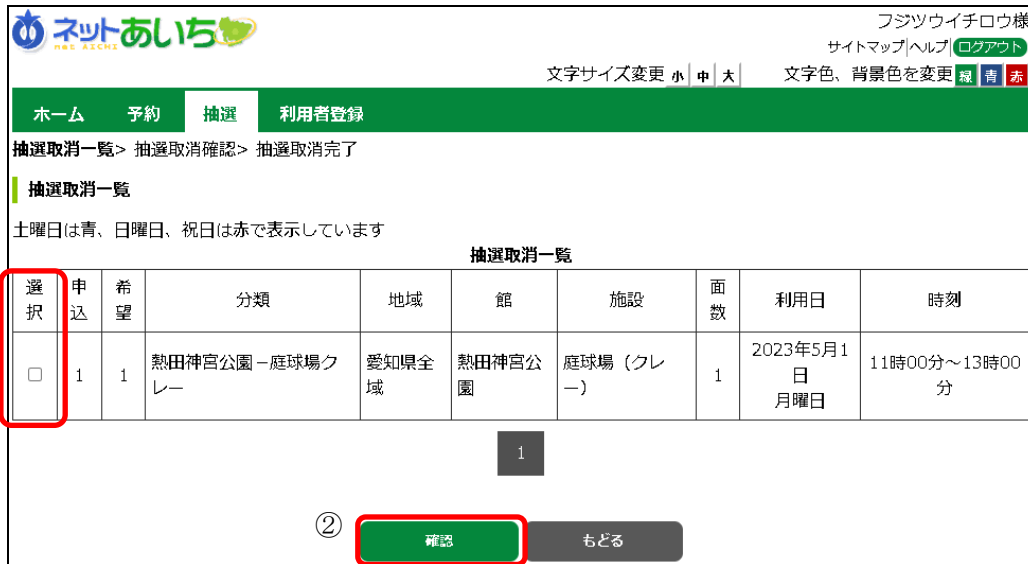 ネットあいち
net AICHI
フジツウイチロウ様
サイトマップ|ヘルプ|ログアウト
文字サイズ変更 小 中 大 文字色、背景色を変更 緑 青 赤
ホーム 予約 抽選 利用者登録
抽選取消一覧> 抽選取消確認> 抽選取消完了
抽選取消一覧
土曜日は青、日曜日、祝日は赤で表示しています
抽選取消一覧
選択 申込 希望 分類 地域 館 施設 面数 利用日 時刻
1 1 熱田神宮公園－庭球場クレー 愛知県全域 熱田神宮公園 庭球場（クレー） 1 2023年5月1日 月曜日 11時00分～13時00分
1
② 確認 もどる